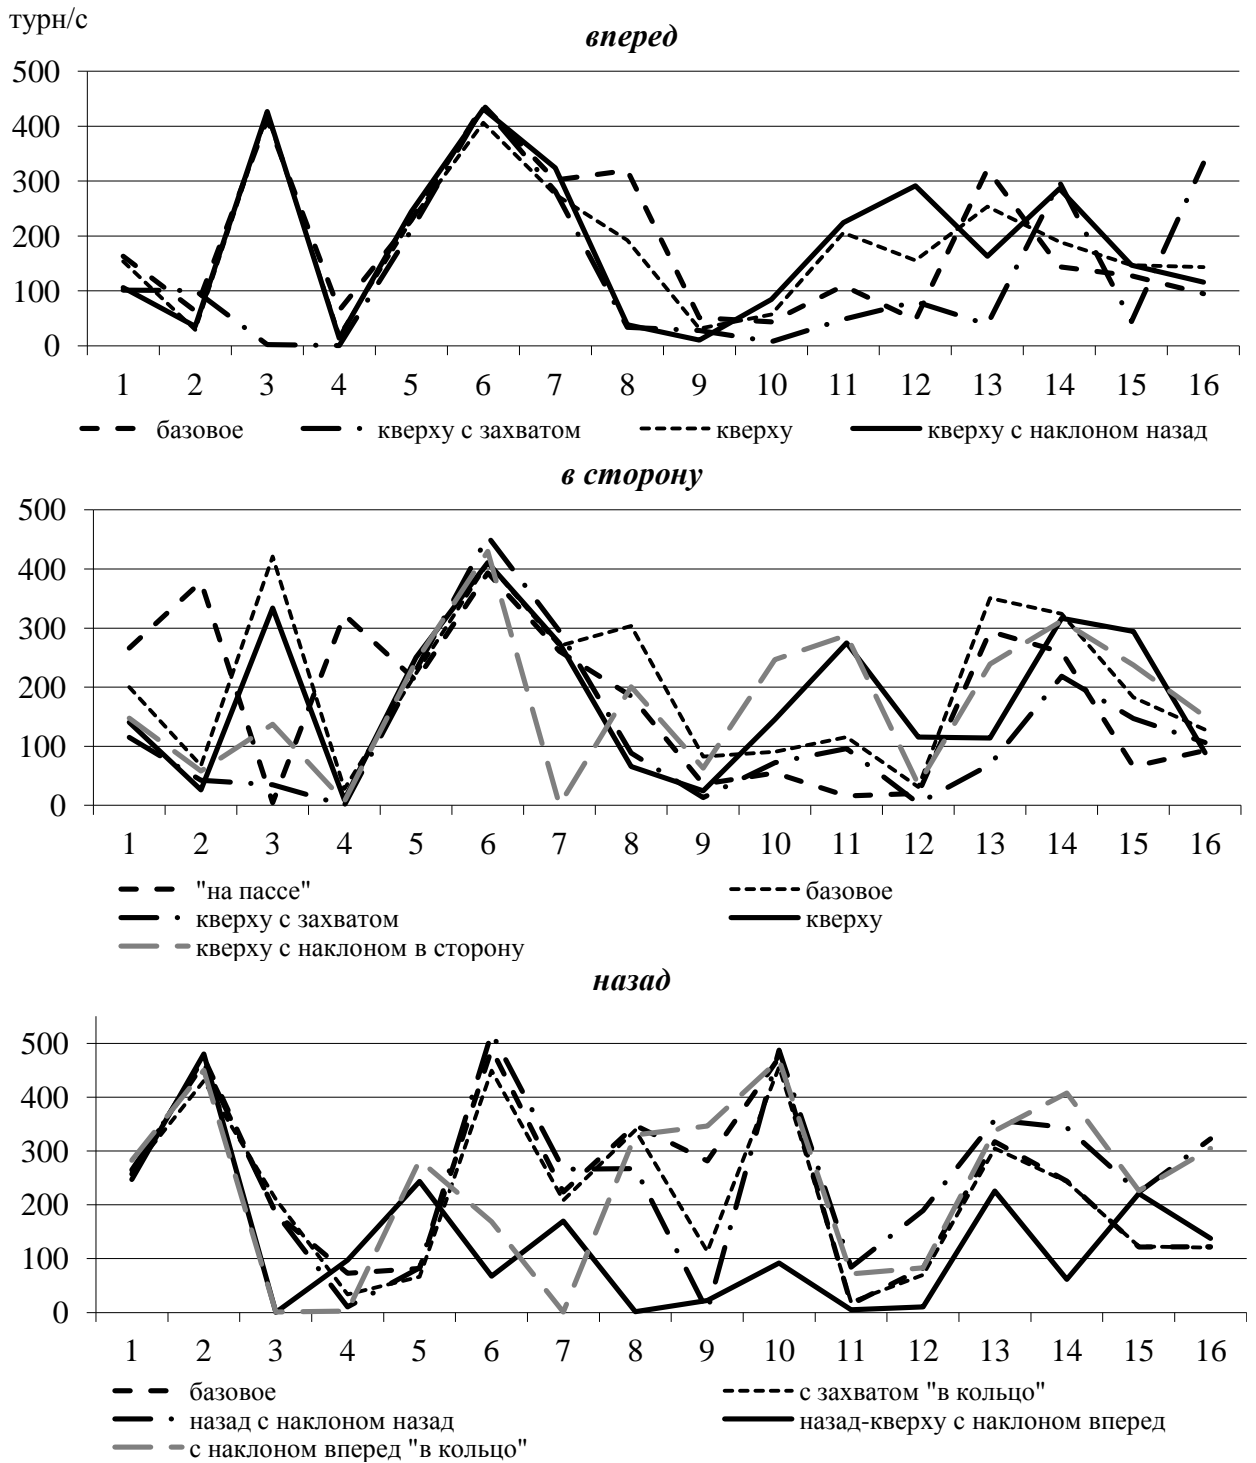 турн/с
вперед
500
400
300
200
100
0
1 2 3 4 5 6 7 8 9 10 11 12 13 14 15 16
базовое кверху с захватом кверху кверху с наклоном назад
в сторону
500
400
300
200
100
0
1 2 3 4 5 6 7 8 9 10 11 12 13 14 15 16
"на пассе" базовое
кверху с захватом кверху
кверху с наклоном в сторону
назад
500
400
300
200
100
0
1 2 3 4 5 6 7 8 9 10 11 12 13 14 15 16
базовое с захватом "в кольцо"
назад с наклоном назад назад-кверху с наклоном вперед
с наклоном вперед "в кольцо"